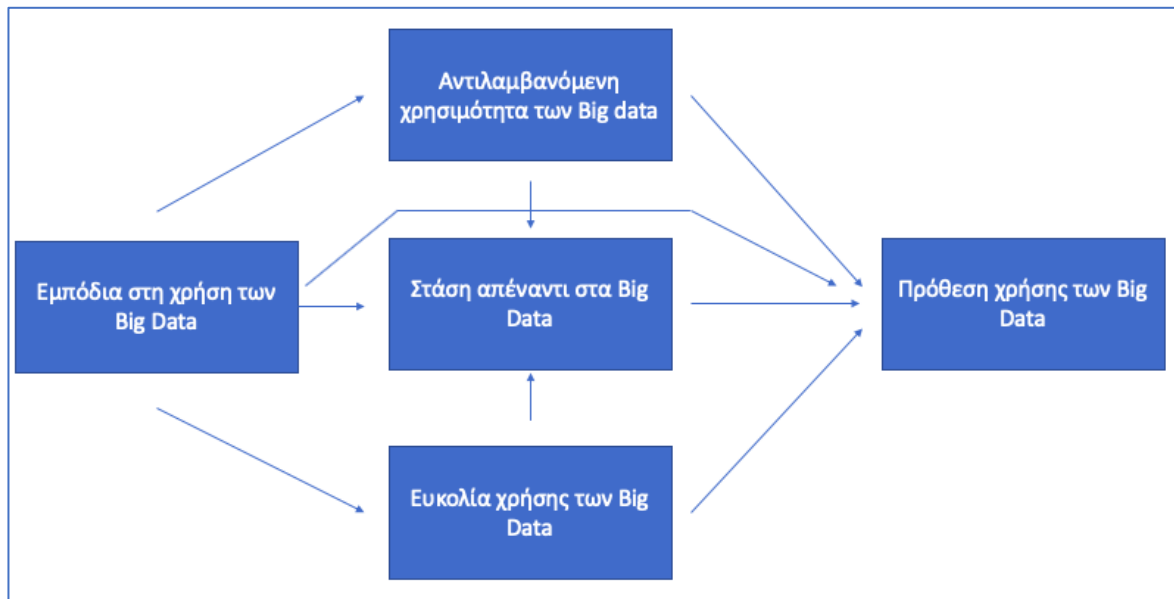 Αντιλαμβανόμενη
χρησιμότητα των Big data
Εμπόδια στη χρήση των
Big Data
Στάση απέναντι στα Big
Data
Πρόθεση χρήσης των Big
Data
Ευκολία χρήσης των Big
Data